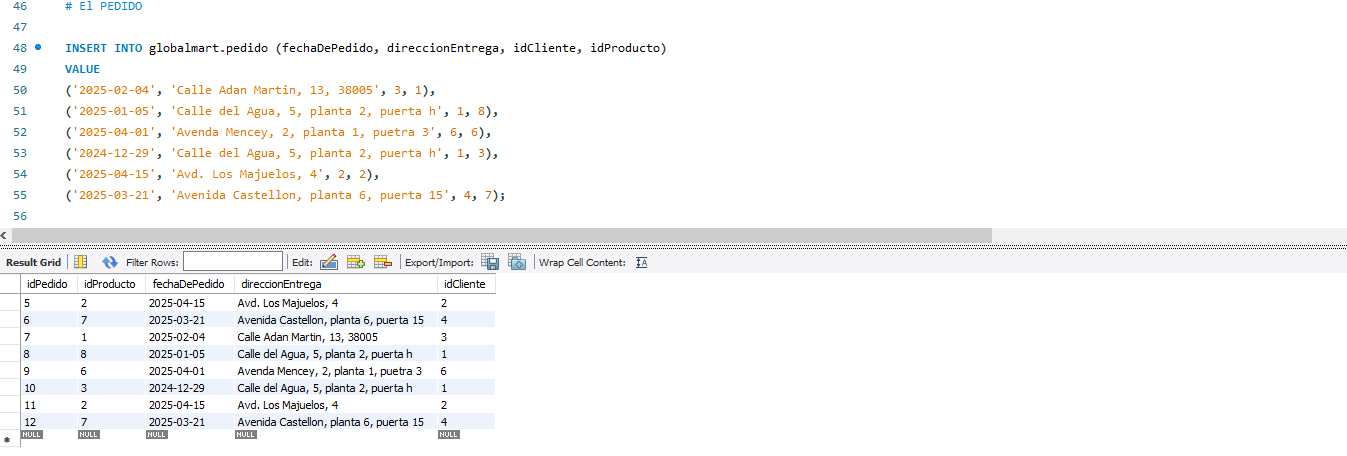 46 # El PEDIDO
47
48 INSERT INTO globalmart.pedido (fechaDePedido, direccionEntrega, idCliente, idProducto)
49 VALUE
50 ('2025-02-04', 'Calle Adan Martin, 13, 38005', 3, 1),
51 ('2025-01-05', 'Calle del Agua, 5, planta 2, puerta h', 1, 8),
52 ('2025-04-01', 'Avenda Mencey, 2, planta 1, puetra 3', 6, 6),
53 ('2024-12-29', 'Calle del Agua, 5, planta 2, puerta h', 1, 3),
54 ('2025-04-15', 'Avd. Los Majuelos, 4', 2, 2),
55 ('2025-03-21', 'Avenida Castellon, planta 6, puerta 15', 4, 7);
56
Result Grid Filter Rows: Edit: Export/Import: Wrap Cell Content: IA
idPedido idProducto fechaDePedido direccionEntrega idCliente
5 2 2025-04-15 Avd. Los Majuelos, 4 2
6 7 2025-03-21 Avenida Castellon, planta 6, puerta 15 4
7 1 2025-02-04 Calle Adan Martin, 13, 38005 3
8 8 2025-01-05 Calle del Agua, 5, planta 2, puerta h 1
9 6 2025-04-01 Avenda Mencey, 2, planta 1, puetra 3 6
10 3 2024-12-29 Calle del Agua, 5, planta 2, puerta h 1
11 2 2025-04-15 Avd. Los Majuelos, 4 2
12 7 2025-03-21 Avenida Castellon, planta 6, puerta 15 4
NULL NULL NULL NULL NULL